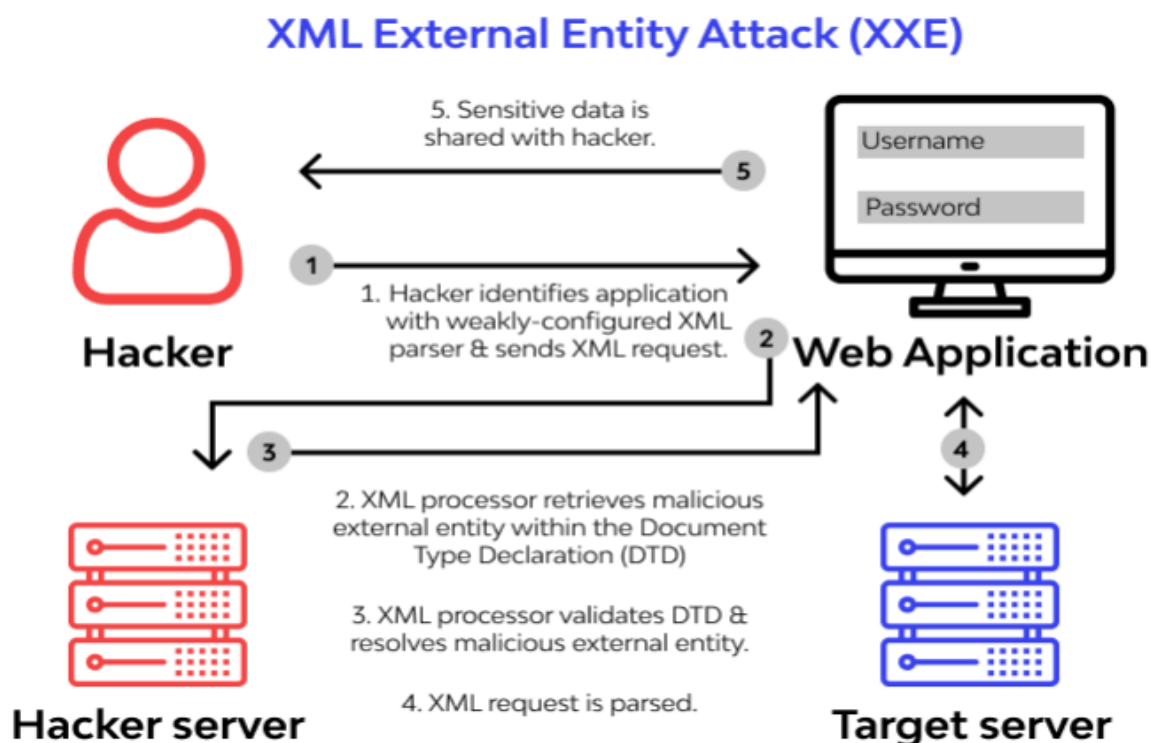 XML External Entity Attack (XXE)
5. Sensitive data is
shared with hacker.
5
Username
Password
1
1. Hacker identifies application
with weakly-configured XML
parser & sends XML request.
2
Hacker
Web Application
3
4
2. XML processor retrieves malicious
external entity within the Document
Type Declaration (DTD)
3. XML processor validates DTD &
resolves malicious external entity.
4. XML request is parsed.
Hacker server
Target server